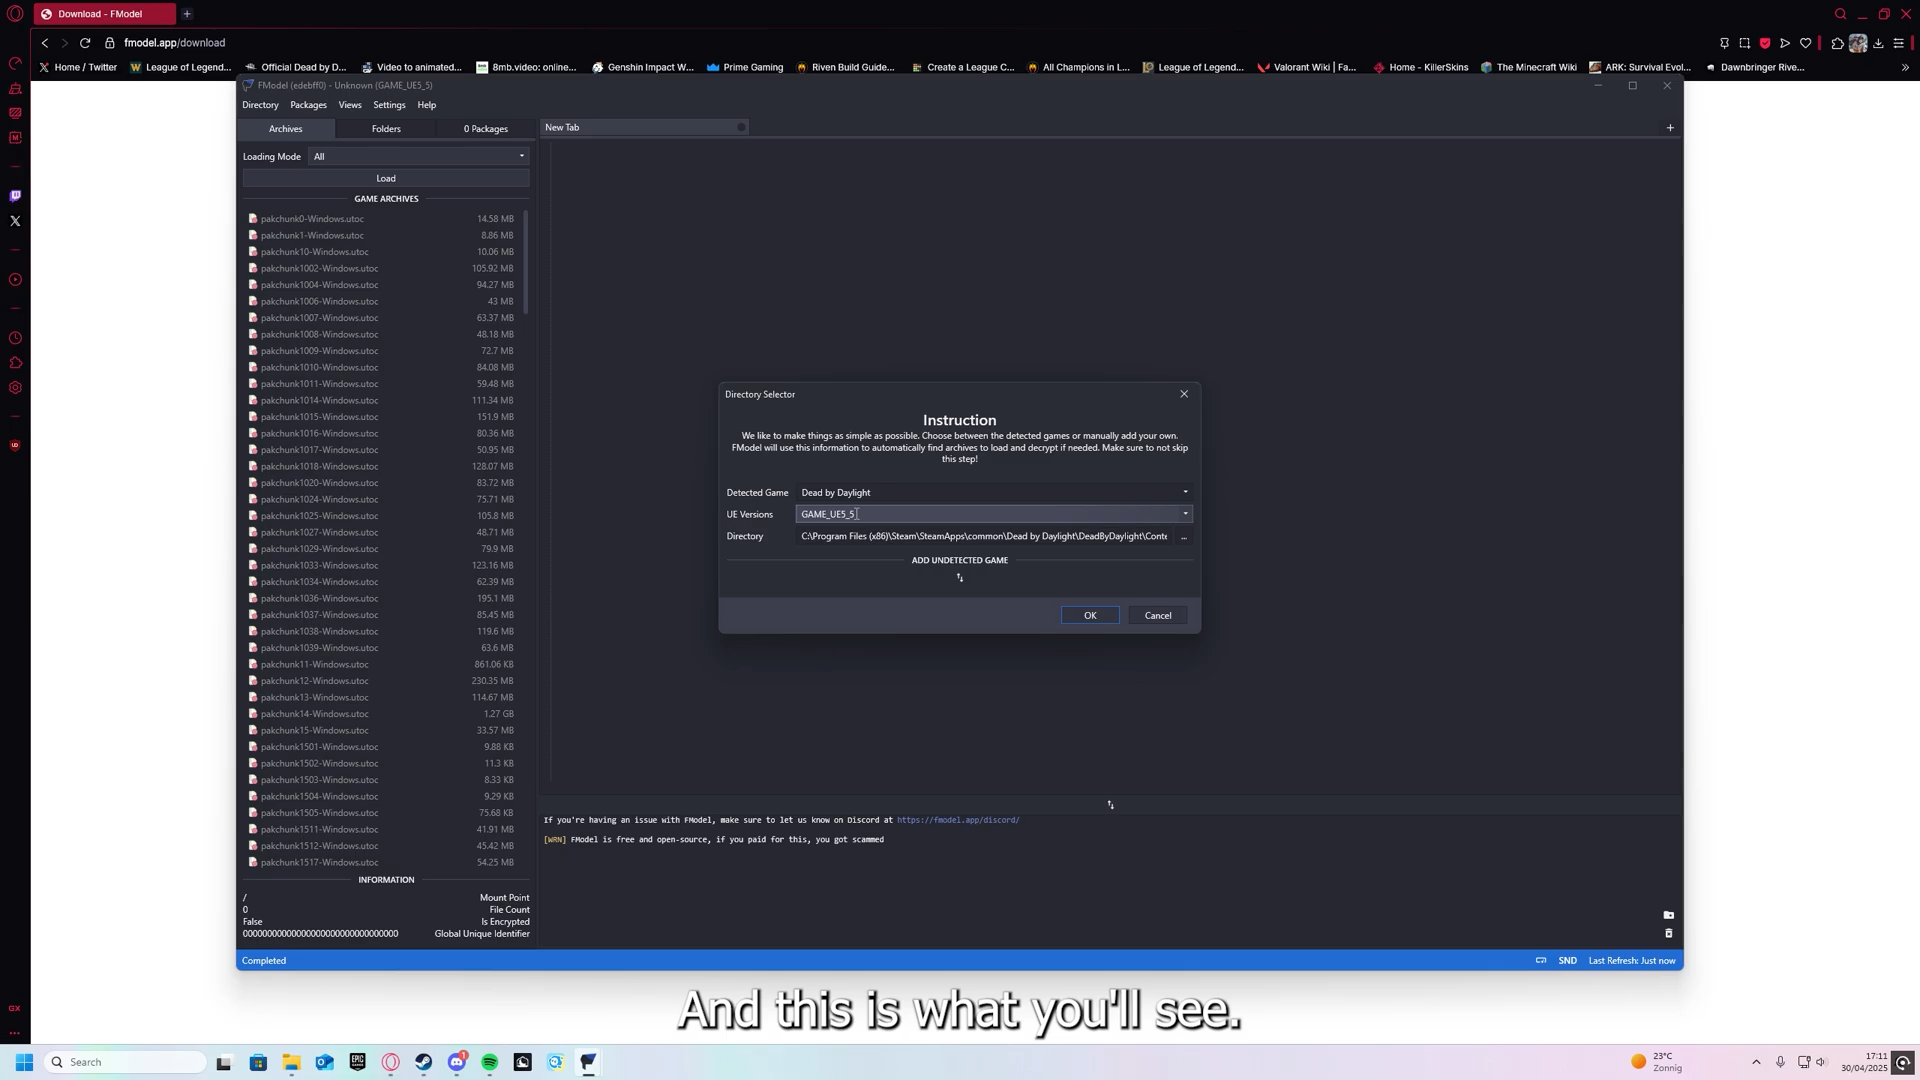 Download - FModel
fmodel.app/download
Home / Twitter
League of Legend...
Official Dead by D...
Video to animated...
8mb.video: online...
Genshin Impact W...
Prime Gaming
Riven Build Guide...
Create a League C...
All Champions in L...
League of Legend...
Valorant Wiki | Fa...
Home - KillerSkins
The Minecraft Wiki
ARK: Survival Evol...
Dawnbringer Rive...
FModel (edebff0) - Unknown (GAME_UE5_5)
Directory Packages Views Settings Help
Archives Folders 0 Packages
New Tab
Loading Mode All
Load
GAME ARCHIVES
pakchunk0-Windows.utoc 14.58 MB
pakchunk1-Windows.utoc 8.86 MB
pakchunk10-Windows.utoc 10.06 MB
pakchunk1002-Windows.utoc 105.92 MB
pakchunk1004-Windows.utoc 94.27 MB
pakchunk1006-Windows.utoc 43 MB
pakchunk1007-Windows.utoc 63.37 MB
pakchunk1008-Windows.utoc 48.18 MB
pakchunk1009-Windows.utoc 72.7 MB
pakchunk1010-Windows.utoc 84.08 MB
pakchunk1011-Windows.utoc 59.48 MB
pakchunk1014-Windows.utoc 111.34 MB
pakchunk1015-Windows.utoc 151.9 MB
pakchunk1016-Windows.utoc 80.36 MB
pakchunk1017-Windows.utoc 50.95 MB
pakchunk1018-Windows.utoc 128.07 MB
pakchunk1020-Windows.utoc 83.72 MB
pakchunk1024-Windows.utoc 75.71 MB
pakchunk1025-Windows.utoc 105.8 MB
pakchunk1027-Windows.utoc 48.71 MB
pakchunk1029-Windows.utoc 79.9 MB
pakchunk1033-Windows.utoc 123.16 MB
pakchunk1034-Windows.utoc 62.39 MB
pakchunk1036-Windows.utoc 195.1 MB
pakchunk1037-Windows.utoc 85.45 MB
pakchunk1038-Windows.utoc 119.6 MB
pakchunk1039-Windows.utoc 63.6 MB
pakchunk11-Windows.utoc 861.06 KB
pakchunk12-Windows.utoc 230.35 MB
pakchunk13-Windows.utoc 114.67 MB
pakchunk14-Windows.utoc 1.27 GB
pakchunk15-Windows.utoc 33.57 MB
pakchunk1501-Windows.utoc 9.88 KB
pakchunk1502-Windows.utoc 11.3 KB
pakchunk1503-Windows.utoc 8.33 KB
pakchunk1504-Windows.utoc 9.29 KB
pakchunk1505-Windows.utoc 75.68 KB
pakchunk1511-Windows.utoc 41.91 MB
pakchunk1512-Windows.utoc 45.42 MB
pakchunk1517-Windows.utoc 54.25 MB
INFORMATION
/ Mount Point
0 File Count
False Is Encrypted
00000000000000000000000000000000 Global Unique Identifier
Directory Selector
Instruction
We like to make things as simple as possible. Choose between the detected games or manually add your own.
FModel will use this information to automatically find archives to load and decrypt if needed. Make sure to not skip
this step!
Detected Game Dead by Daylight
UE Versions GAME_UE5_5
Directory C:\Program Files (x86)\Steam\SteamApps\common\Dead by Daylight\DeadByDaylight\Conte ...
ADD UNDETECTED GAME
OK Cancel
If you're having an issue with FModel, make sure to let us know on Discord at https://fmodel.app/discord/
[WRN] FModel is free and open-source, if you paid for this, you got scammed
Completed SND Last Refresh: Just now
And this is what you'll see.
GX
Search
EPIC GAMES
1
23°C
Zonnig
17:11
30/04/2025